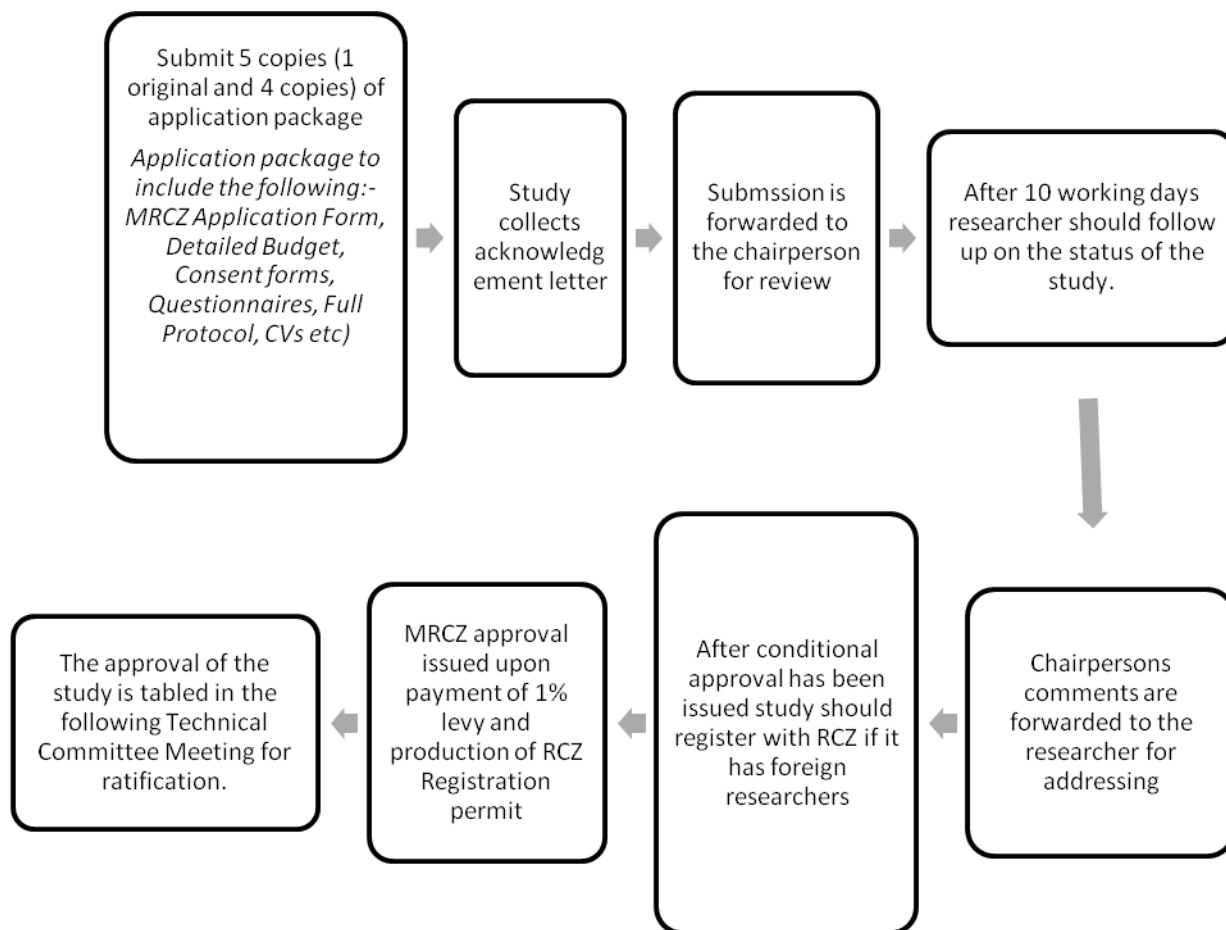 Submit 5 copies (1
original and 4 copies) of
application package
Application package to
include the following:-
MRCZ Application Form,
Detailed Budget,
Consent forms,
Questionnaires, Full
Protocol, CVs etc)
Study
collects
acknowledg
ement letter
Submssion is
forwarded to
the chairperson
for review
After 10 working days
researcher should follow
up on the status of the
study.
Chairpersons
comments are
forwarded to the
researcher for
addressing
After conditional
approval has been
issued study should
register with RCZ if it
has foreign
researchers
MRCZ approval
issued upon
payment of 1%
levy and
production of RCZ
Registration
permit
The approval of the
study is tabled in the
following Technical
Committee Meeting for
ratification.